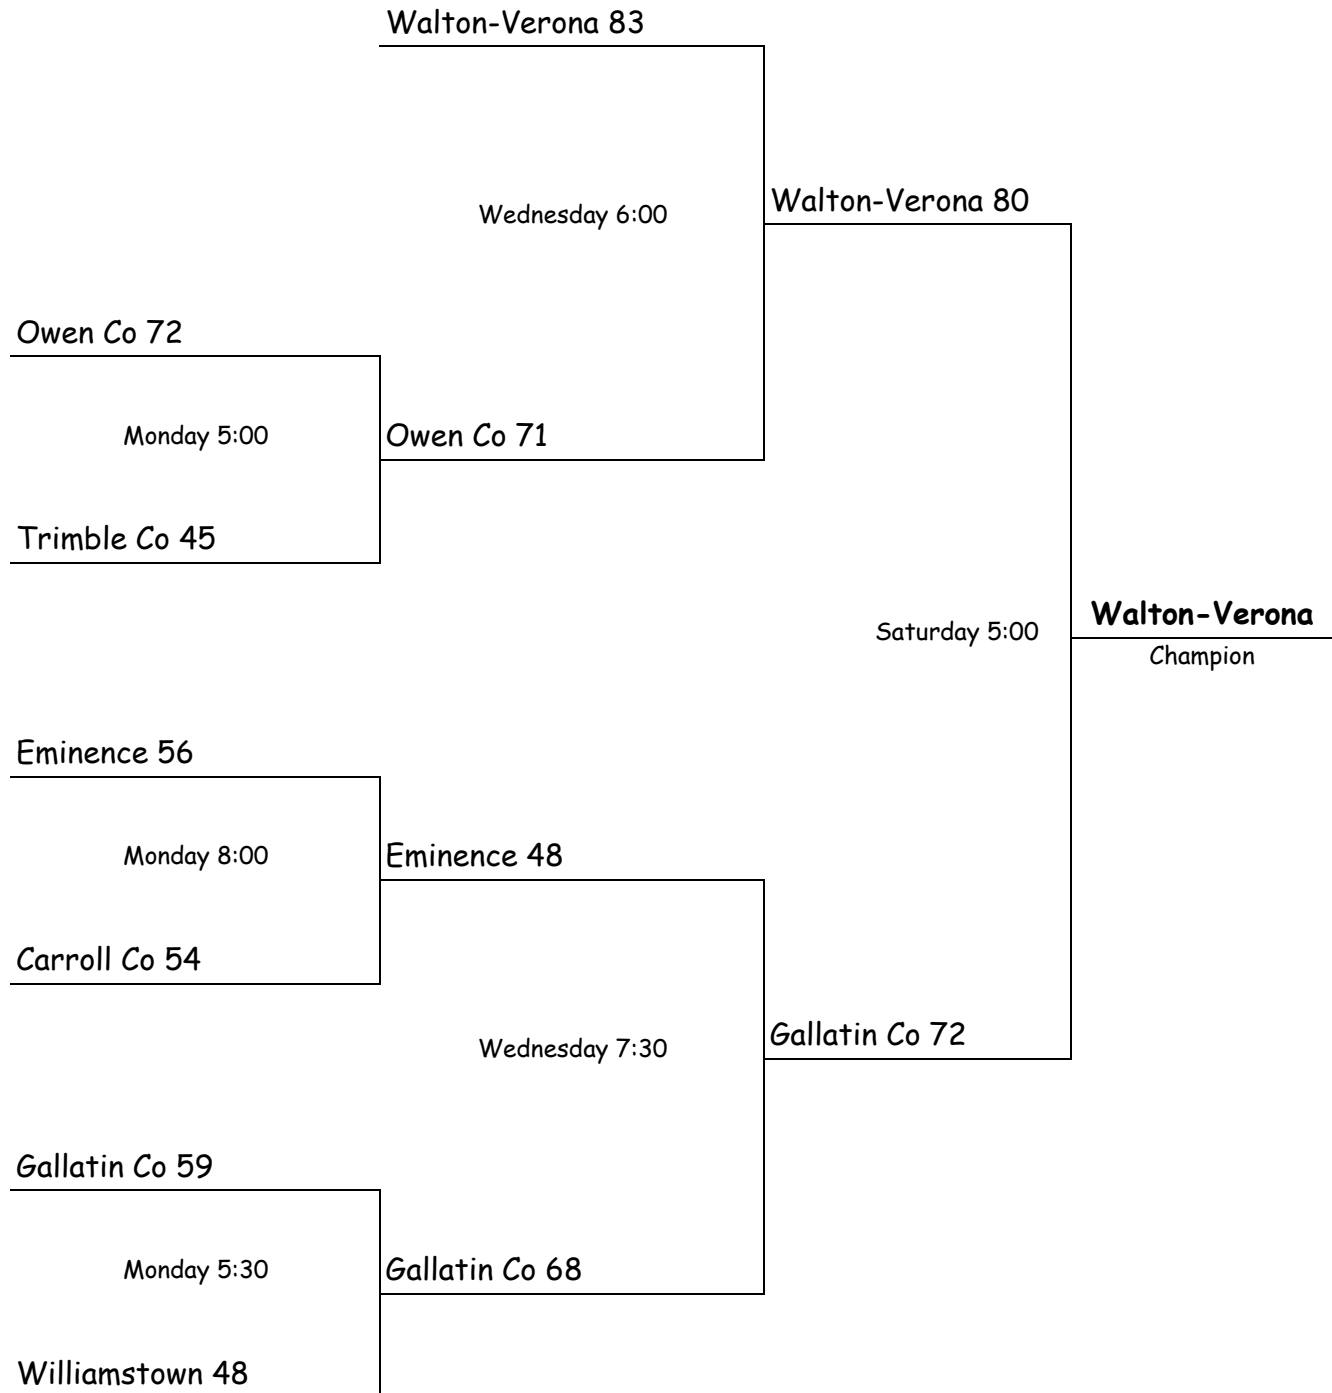 Walton-Verona 83
Wednesday 6:00
Walton-Verona 80
Owen Co 72
Monday 5:00
Owen Co 71
Trimble Co 45
Saturday 5:00
Walton-Verona
Champion
Eminence 56
Monday 8:00
Eminence 48
Carroll Co 54
Wednesday 7:30
Gallatin Co 72
Gallatin Co 59
Monday 5:30
Gallatin Co 68
Williamstown 48